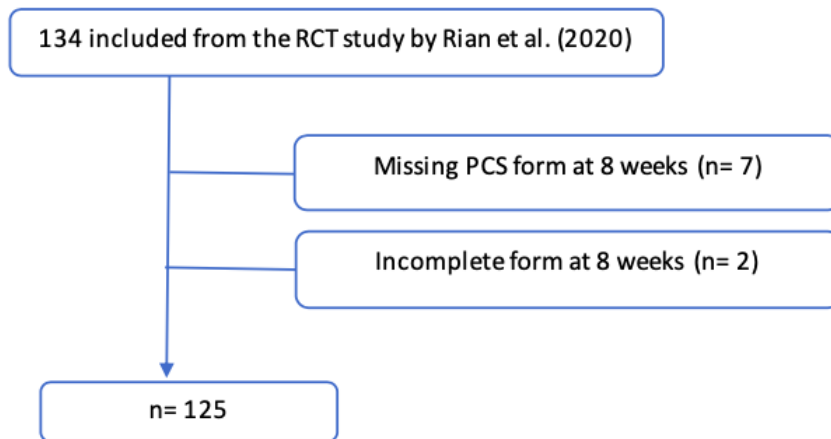 134 included from the RCT study by Rian et al. (2020)
Missing PCS form at 8 weeks (n= 7)
Incomplete form at 8 weeks (n= 2)
n= 125